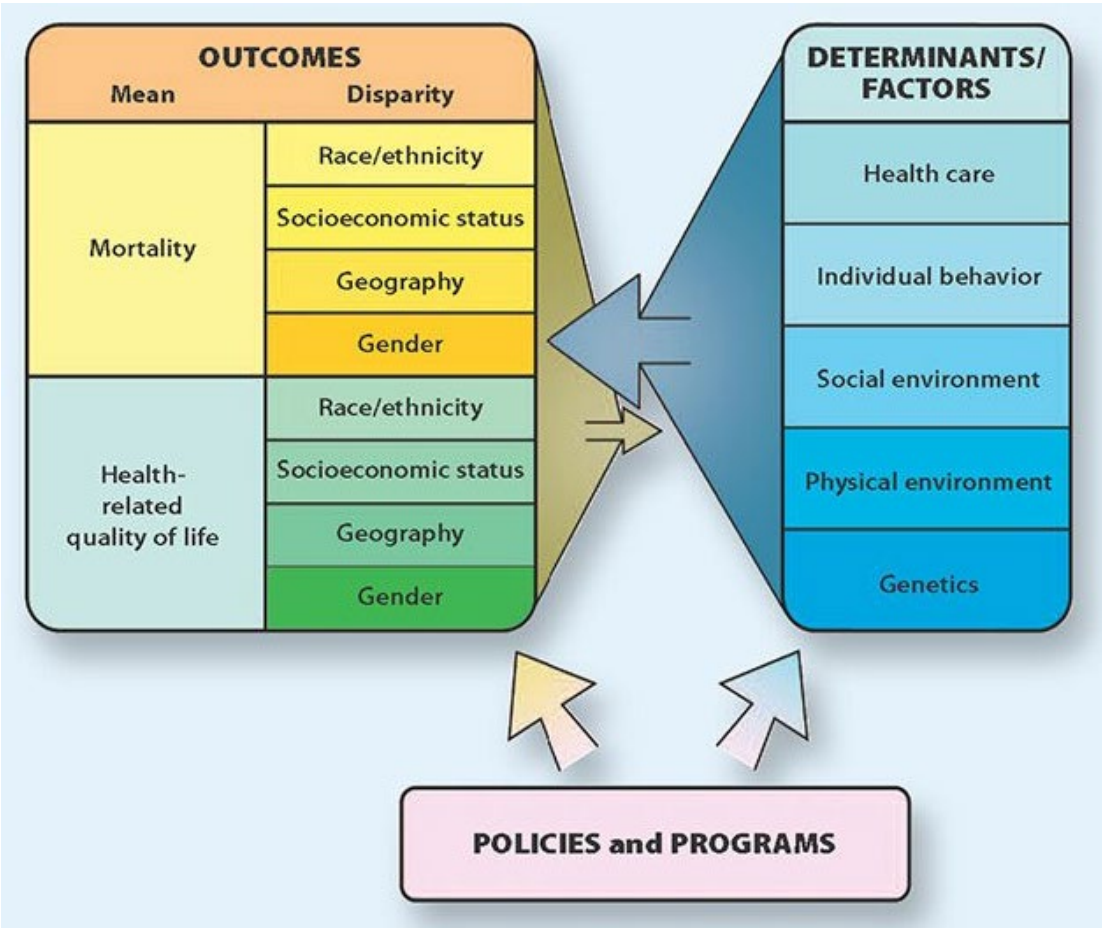 OUTCOMES
Mean Disparity
Mortality
Race/ethnicity
Socioeconomic status
Geography
Gender
Health-
related
quality of life
Race/ethnicity
Socioeconomic status
Geography
Gender
DETERMINANTS/
FACTORS
Health care
Individual behavior
Social environment
Physical environment
Genetics
POLICIES and PROGRAMS